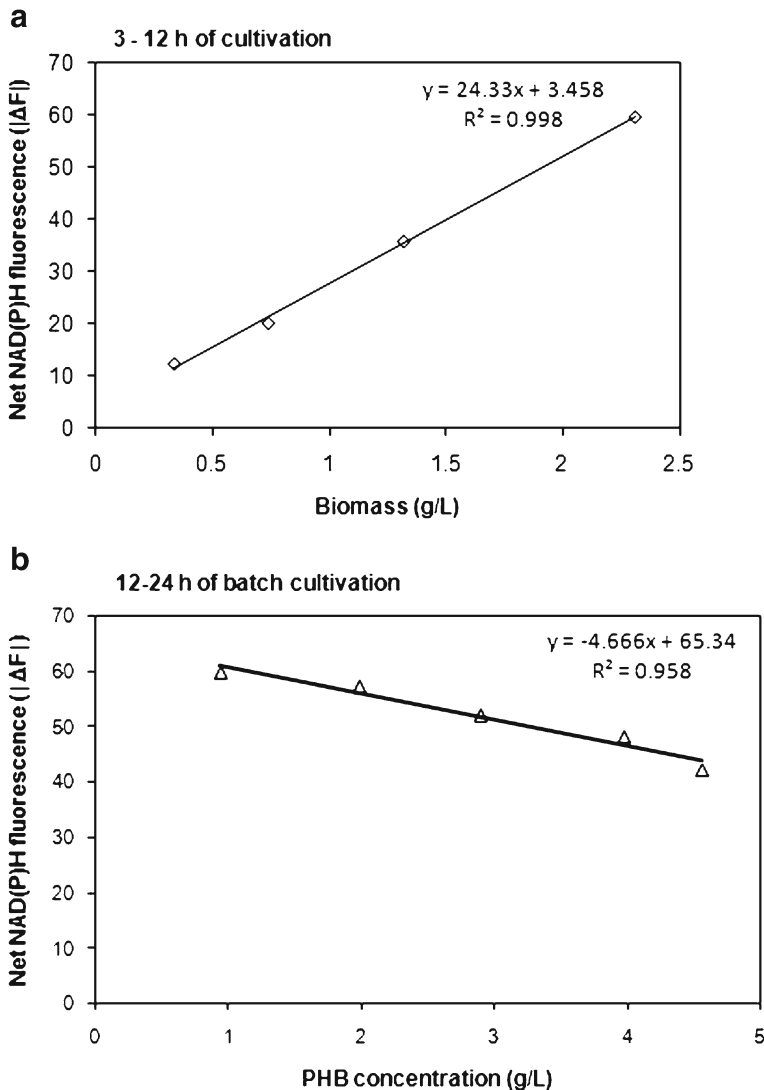 a
3 - 12 h of cultivation
70
60
50
40
30
20
10
0
y = 24.33x + 3.458
R² = 0.998
Net NAD(P)H fluorescence (|ΔF|)
0 0.5 1 1.5 2 2.5
Biomass (g/L)
b
12-24 h of batch cultivation
70
60
50
40
30
20
10
0
y = -4.666x + 65.34
R² = 0.958
Net NAD(P)H fluorescence (| ΔF|)
0 1 2 3 4 5
PHB concentration (g/L)